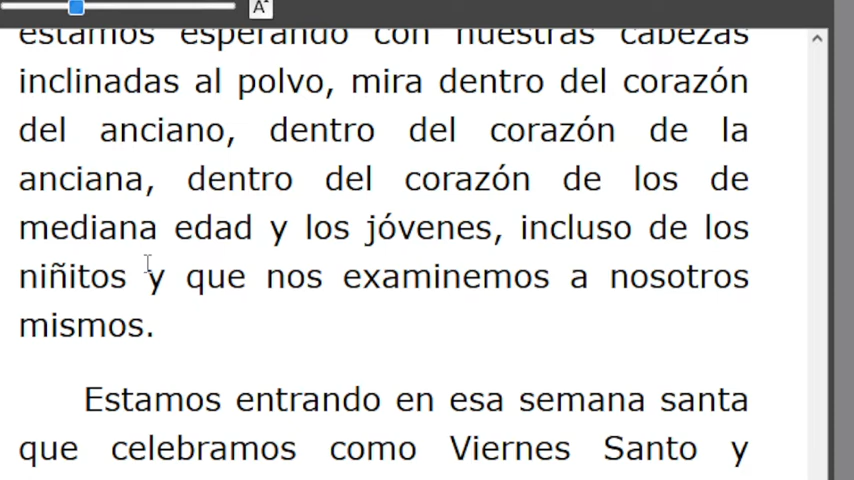 A
estamos esperando con nuestras cabezas
inclinadas al polvo, mira dentro del corazón
del anciano, dentro del corazón de la
anciana, dentro del corazón de los de
mediana edad y los jóvenes, incluso de los
niñitos y que nos examinemos a nosotros
mismos.
Estamos entrando en esa semana santa
que celebramos como Viernes Santo y